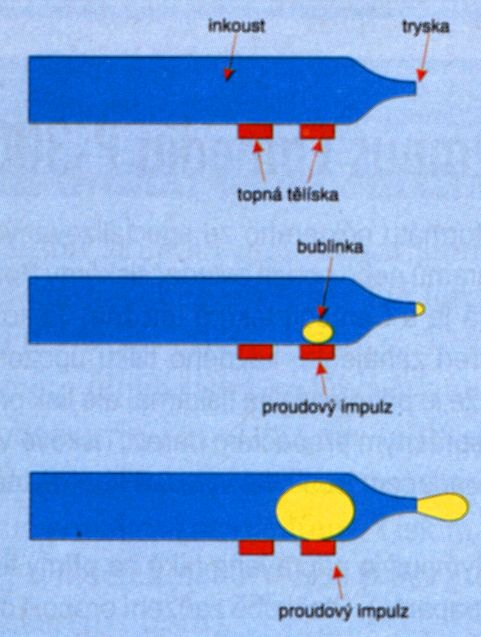 inkoust
tryska
topná tělíska
bublinka
proudový impulz
proudový impulz